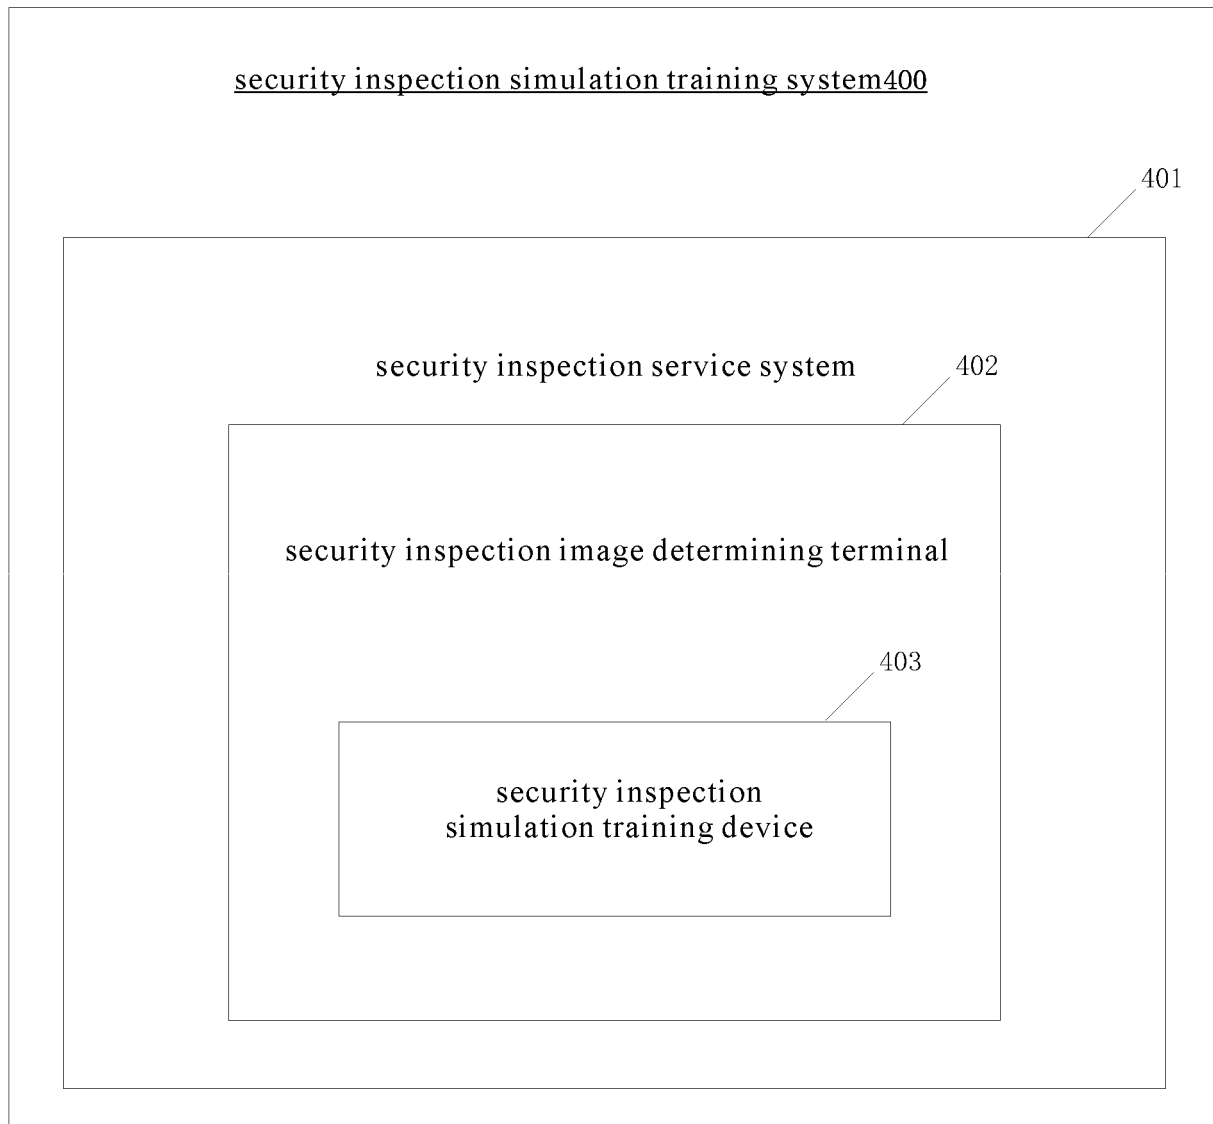 security inspection simulation training system400
401
security inspection service system
402
security inspection image determining terminal
403
security inspection
simulation training device